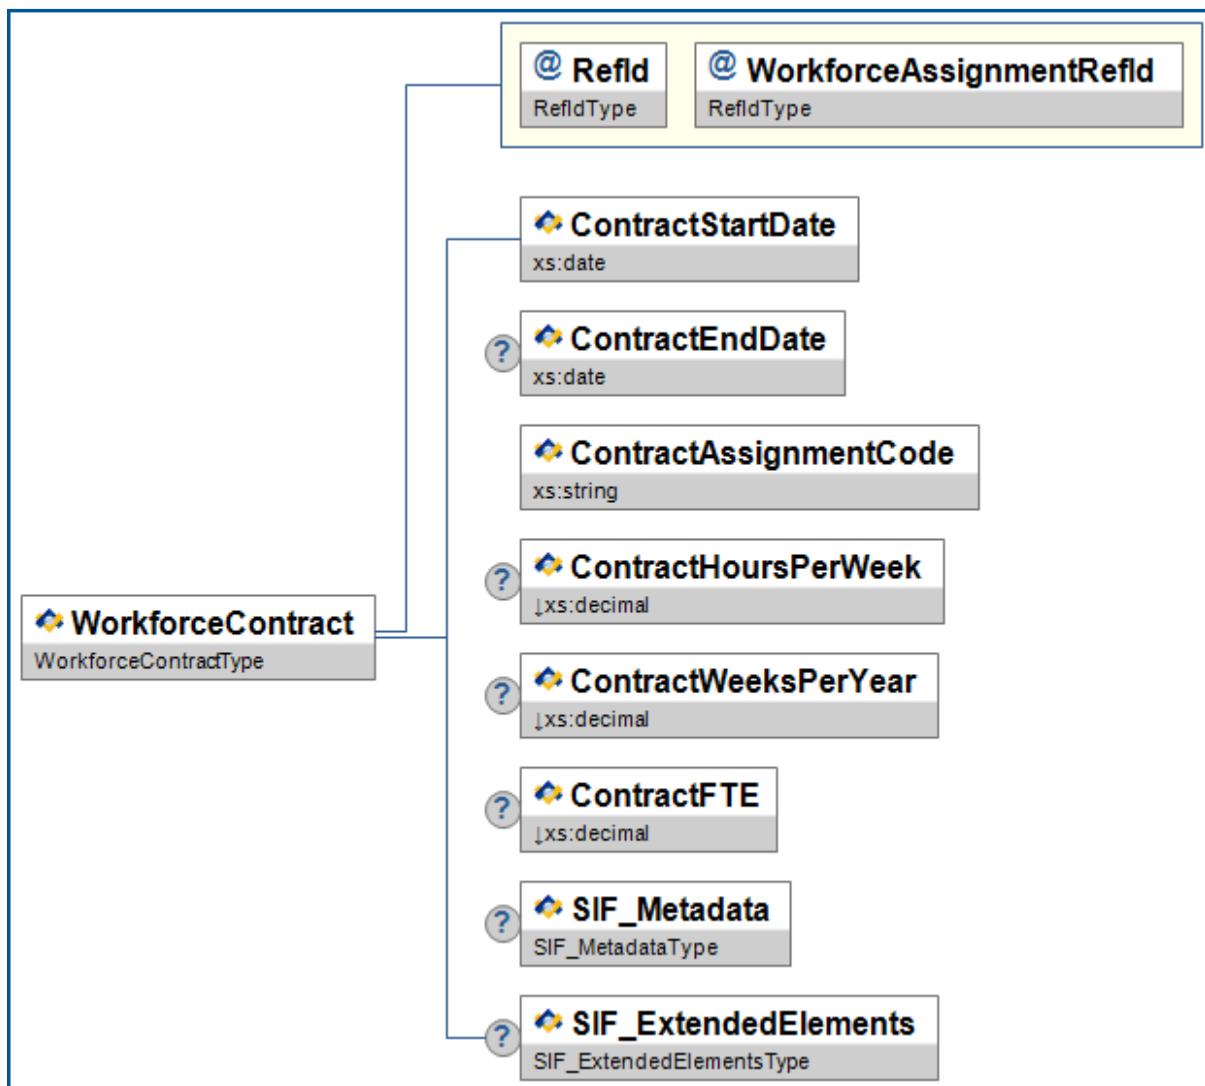 @ RefId
RefIdType
@ WorkforceAssignmentRefId
RefIdType
ContractStartDate
xs:date
? ContractEndDate
xs:date
ContractAssignmentCode
xs:string
? ContractHoursPerWeek
↓xs:decimal
WorkforceContract
WorkforceContractType
? ContractWeeksPerYear
↓xs:decimal
? ContractFTE
↓xs:decimal
? SIF_Metadata
SIF_MetadataType
? SIF_ExtendedElements
SIF_ExtendedElementsType